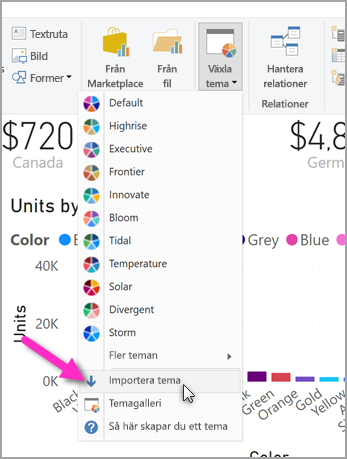 Textruta
Bild
Former
Från
Marketplace
Från
fil
Växla
tema
Hantera
relationer
Relationer
$720
Canada
$4,8
Germ
Default
Highrise
Executive
Frontier
Innovate
Bloom
Tidal
Temperature
Solar
Divergent
Storm
Fler teman
Importera tema
Temagalleri
Så här skapar du ett tema
Units by
Color
Grey
Blue
40K
20K
0K
Units
Green
Orange
Gold
Color